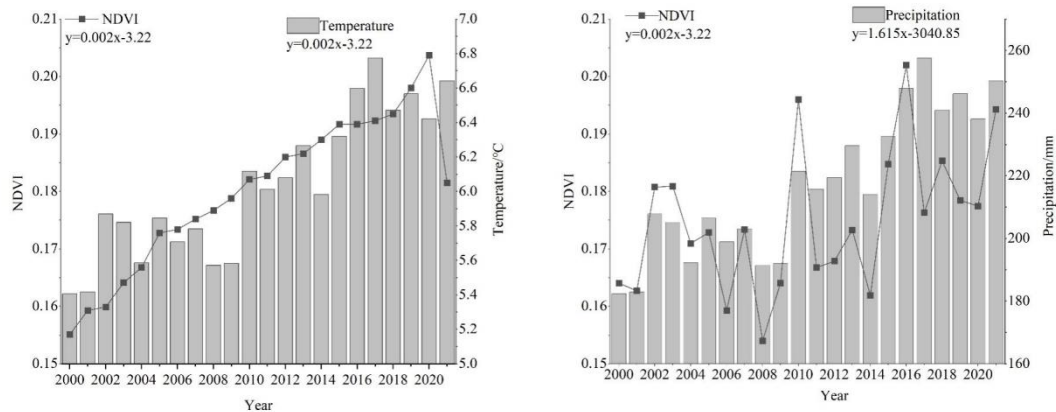 NDVI
y=0.002x-3.22
Temperature
y=0.002x-3.22
0.21
0.20
0.19
0.18
0.17
0.16
0.15
NDVI
7.0
6.8
6.4
6.2
6.0
5.8
5.6
5.4
5.2
5.0
Temperature/°C
2000 2002 2004 2006 2008 2010 2012 2014 2016 2018 2020
Year
NDVI
y=0.002x-3.22
Precipitation
y=1.615x-3040.85
0.21
0.20
0.19
0.18
0.17
0.16
0.15
NDVI
260
240
220
200
180
160
Precipitation/mm
2000 2002 2004 2006 2008 2010 2012 2014 2016 2018 2020
Year